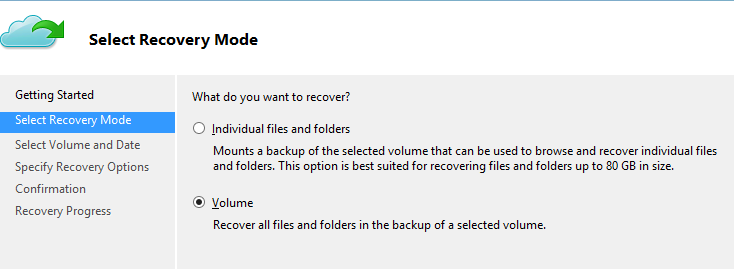 Select Recovery Mode
Getting Started
Select Recovery Mode
Select Volume and Date
Specify Recovery Options
Confirmation
Recovery Progress
What do you want to recover?
Individual files and folders
Mounts a backup of the selected volume that can be used to browse and recover individual files
and folders. This option is best suited for recovering files and folders up to 80 GB in size.
Volume
Recover all files and folders in the backup of a selected volume.